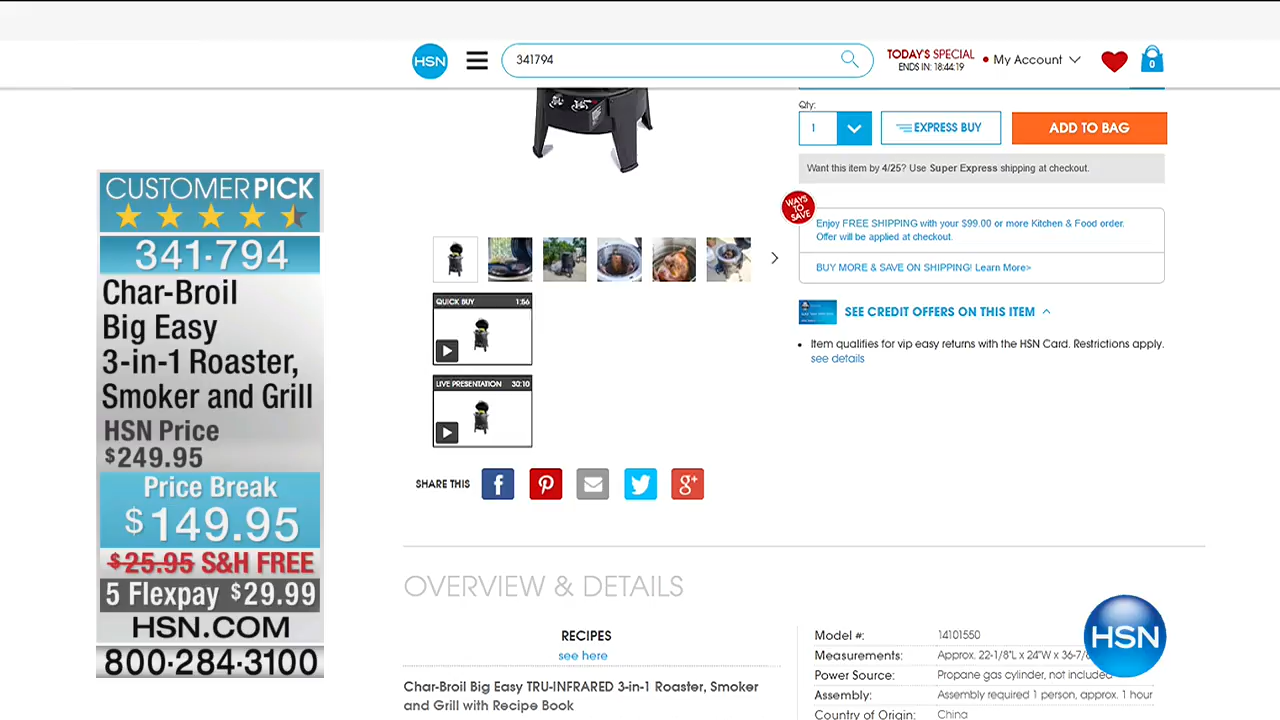 HSN
341794
TODAY'S SPECIAL
ENDS IN: 18:44:19
My Account
0
Qty:
1
EXPRESS BUY
ADD TO BAG
Want this item by 4/25? Use Super Express shipping at checkout.
WAYS
TO
SAVE
Enjoy FREE SHIPPING with your $99.00 or more Kitchen & Food order.
Offer will be applied at checkout.
BUY MORE & SAVE ON SHIPPING! Learn More>
SEE CREDIT OFFERS ON THIS ITEM
• Item qualifies for vip easy returns with the HSN Card. Restrictions apply.
see details
CUSTOMER PICK
341·794
Char-Broil
Big Easy
3-in-1 Roaster,
Smoker and Grill
HSN Price
$249.95
Price Break
$149.95
$25.95 S&H FREE
5 Flexpay $29.99
HSN.COM
800·284·3100
QUICK BUY 1:56
LIVE PRESENTATION 30:10
SHARE THIS
f
g+
OVERVIEW & DETAILS
RECIPES
see here
Char-Broil Big Easy TRU-INFRARED 3-in-1 Roaster, Smoker
and Grill with Recipe Book
Model #: 14101550
Measurements: Approx. 22-1/8"L x 24"W x 36-7/
Power Source: Propane gas cylinder, not included
Assembly: Assembly required 1 person, approx. 1 hour
Country of Origin: China
HSN